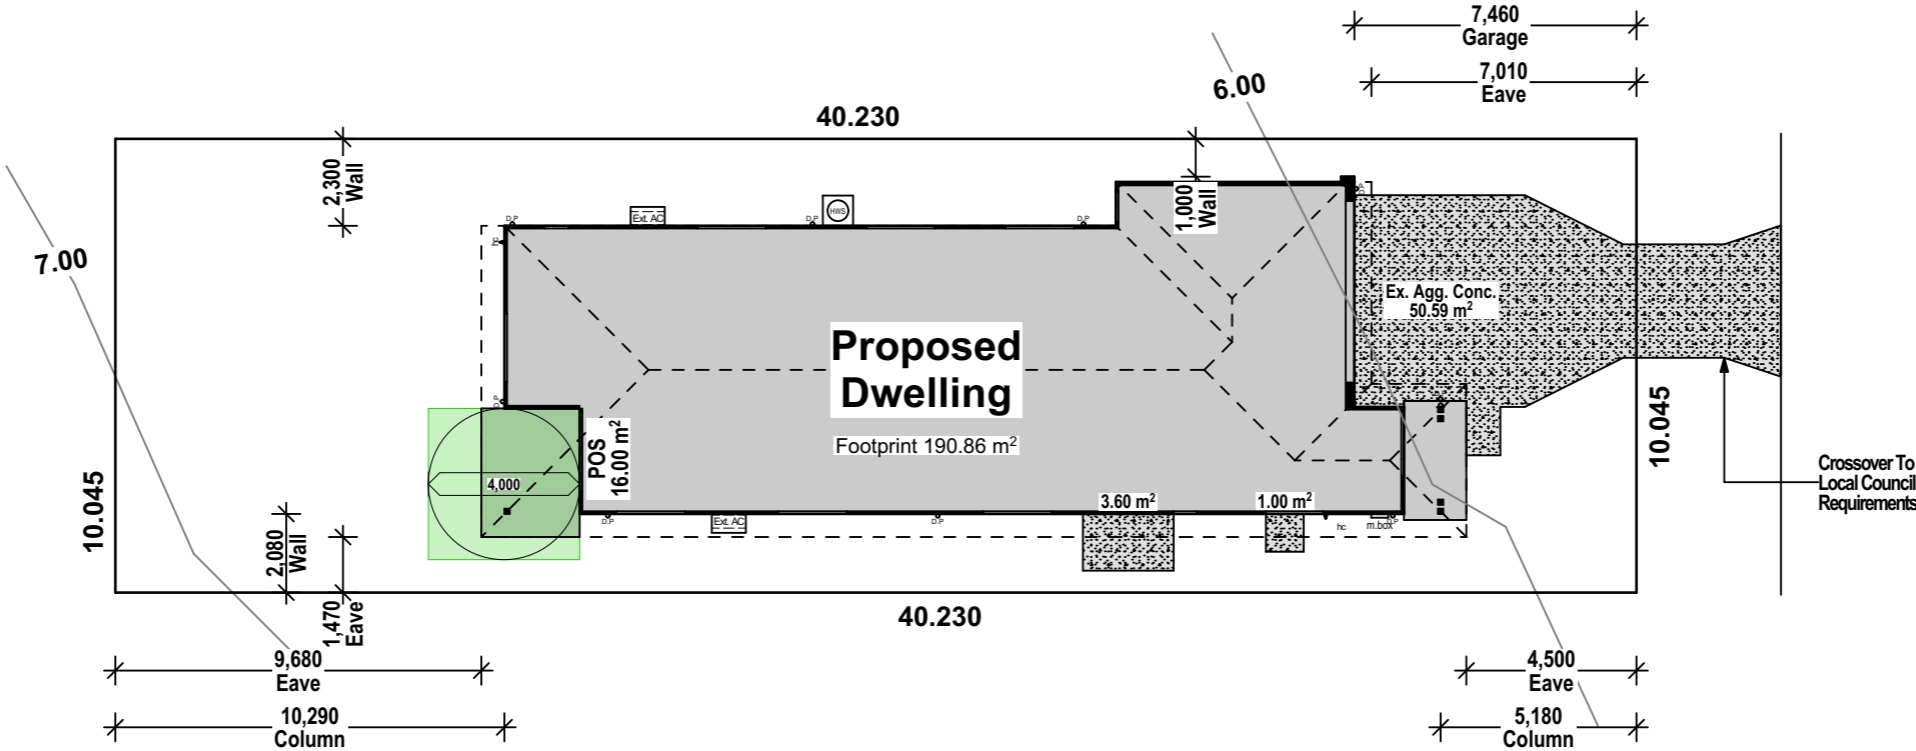 7,460
Garage
7,010
Eave
6.00
40.230
2,300
Wall
1,000
Wall
7.00
D.P
Ext. AC
D.P
HWS
D.P
D.P
hc
Ex. Agg. Conc.
50.59 m²
Proposed
Dwelling
Footprint 190.86 m²
D.P
POS
16.00 m²
4,000
10.045
10.045
Crossover To
Local Council
Requirements
3.60 m²
1.00 m²
D.P
Ext. AC
D.P
hc
m.box
D.P
2,080
Wall
1,470
Eave
40.230
9,680
Eave
10,290
Column
4,500
Eave
5,180
Column